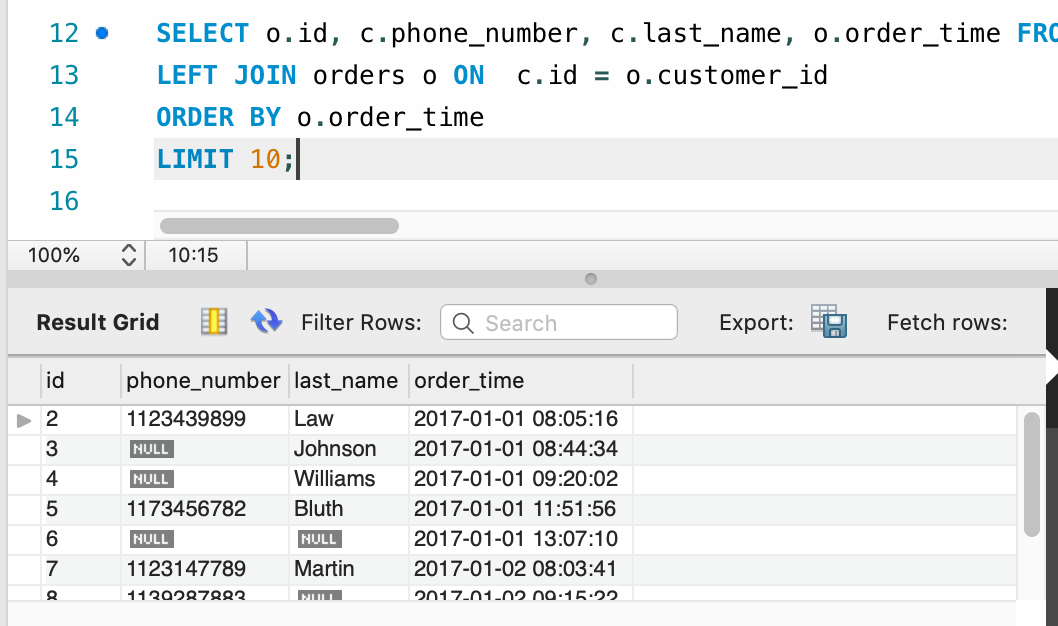 12 SELECT o.id, c.phone_number, c.last_name, o.order_time FRO
13 LEFT JOIN orders o ON  c.id = o.customer_id
14 ORDER BY o.order_time
15 LIMIT 10;
16
100% 10:15
Result Grid Filter Rows: Search Export: Fetch rows:
id phone_number last_name order_time
2 1123439899 Law 2017-01-01 08:05:16
3 NULL Johnson 2017-01-01 08:44:34
4 NULL Williams 2017-01-01 09:20:02
5 1173456782 Bluth 2017-01-01 11:51:56
6 NULL NULL 2017-01-01 13:07:10
7 1123147789 Martin 2017-01-02 08:03:41
8 1139287883 NULL 2017-01-02 09:15:22